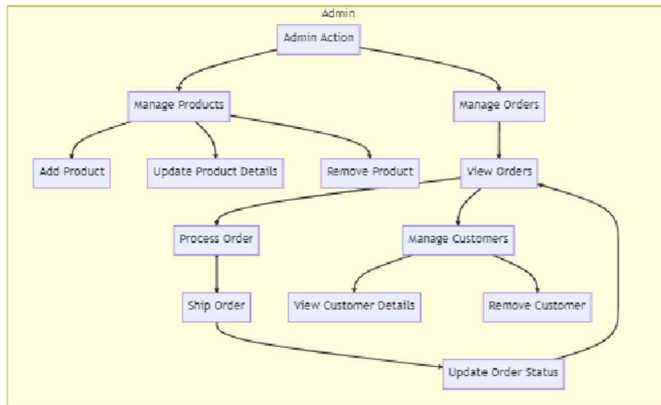 Admin
Admin Action
Manage Products
Manage Orders
Add Product
Update Product Details
Remove Product
View Orders
Process Order
Manage Customers
Ship Order
View Customer Details
Remove Customer
Update Order Status